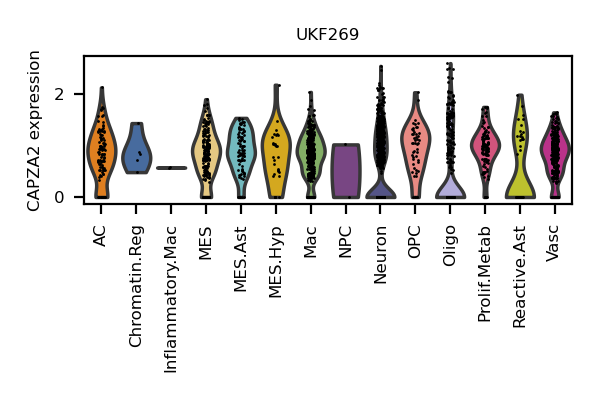 UKF269
CAPZA2 expression
2
0
AC
Chromatin.Reg
Inflammatory.Mac
MES
MES.Ast
MES.Hyp
Mac
NPC
Neuron
OPC
Oligo
Prolif.Metab
Reactive.Ast
Vasc